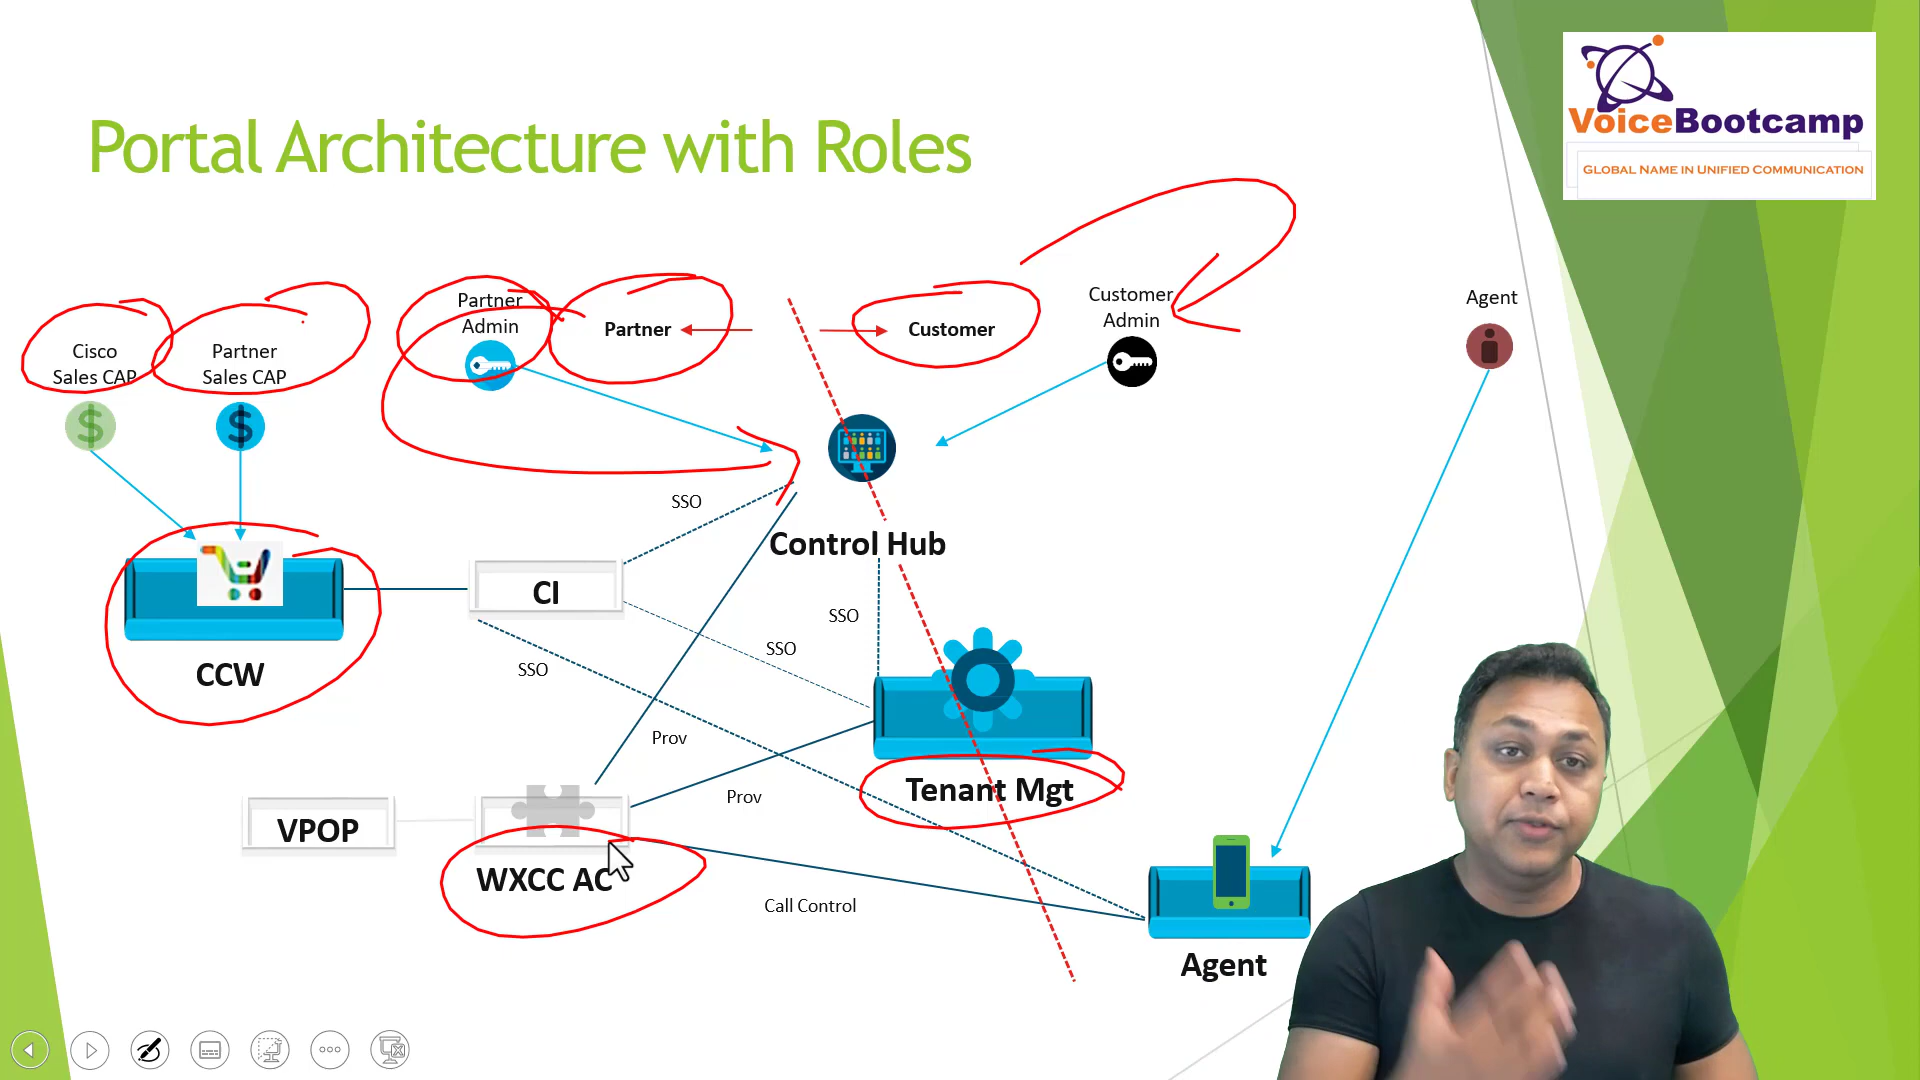 Portal Architecture with Roles
VoiceBootcamp
GLOBAL NAME IN UNIFIED COMMUNICATION
Cisco
Sales CAP
Partner
Sales CAP
Partner
Admin
Partner
Customer
Customer
Admin
Agent
SSO
Control Hub
CI
SSO
SSO
SSO
CCW
Prov
Prov
Tenant Mgt
VPOP
WXCC AC
Call Control
Agent